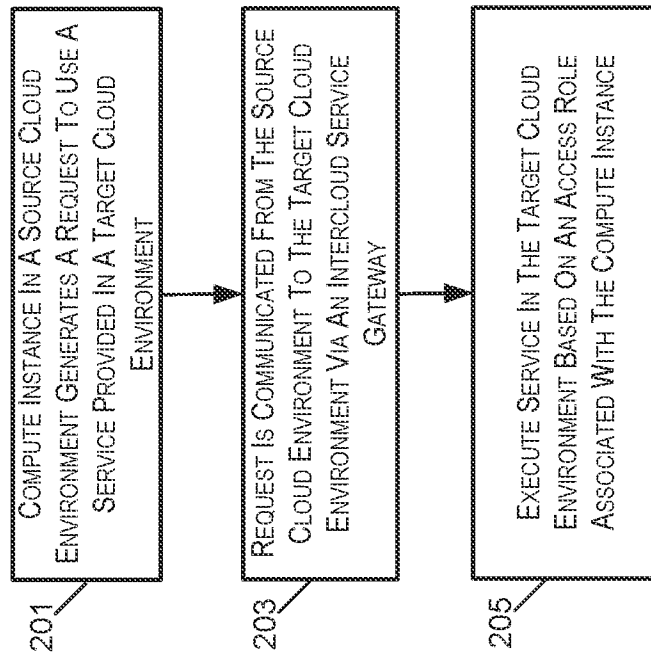 201
COMPUTE INSTANCE IN A SOURCE CLOUD
ENVIRONMENT GENERATES A REQUEST TO USE A
SERVICE PROVIDED IN A TARGET CLOUD
ENVIRONMENT
203
REQUEST IS COMMUNICATED FROM THE SOURCE
CLOUD ENVIRONMENT TO THE TARGET CLOUD
ENVIRONMENT VIA AN INTERCLOUD SERVICE
GATEWAY
205
EXECUTE SERVICE IN THE TARGET CLOUD
ENVIRONMENT BASED ON AN ACCESS ROLE
ASSOCIATED WITH THE COMPUTE INSTANCE